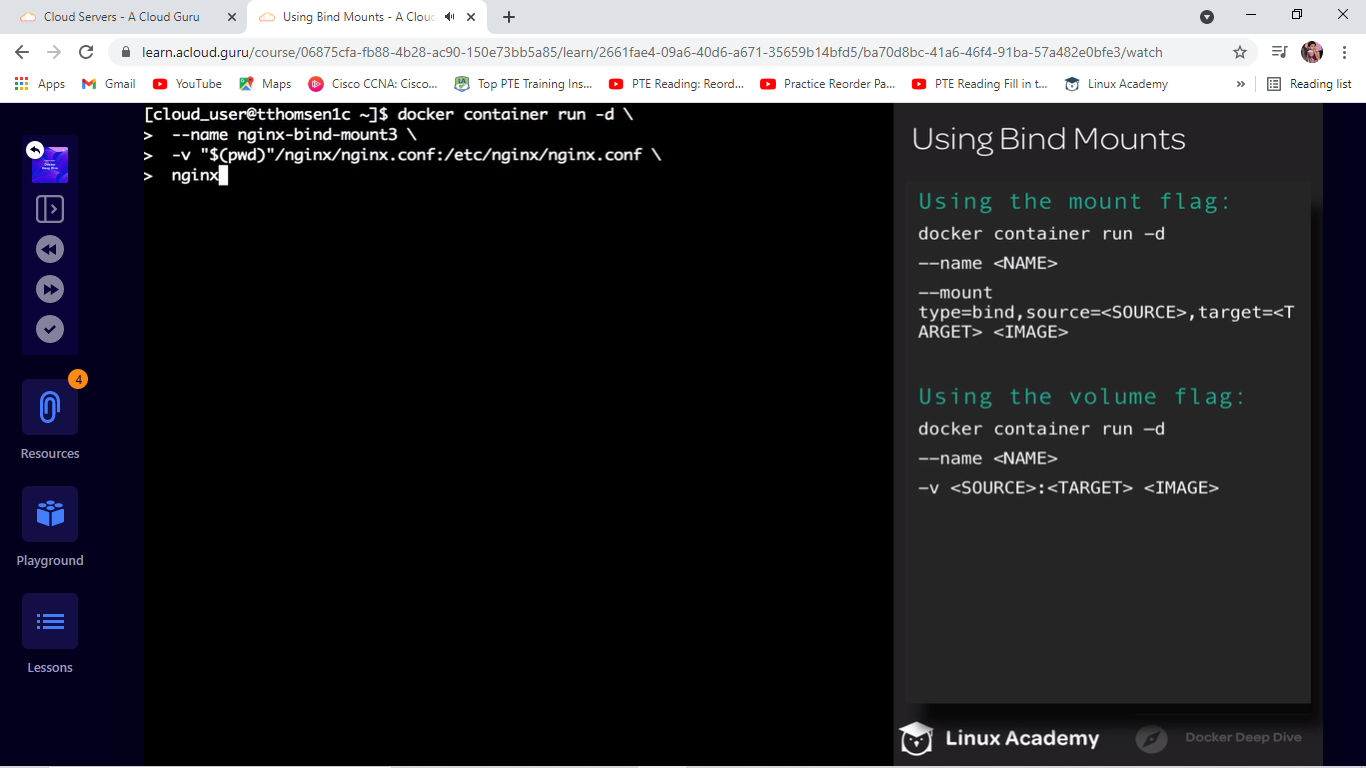 Cloud Servers - A Cloud Guru
Using Bind Mounts - A Clou
learn.acloud.guru/course/06875cfa-fb88-4b28-ac90-150e73bb5a85/learn/2661fae4-09a6-40d6-a671-35659b14bfd5/ba70d8bc-41a6-46f4-91ba-57a482e0bfe3/watch
Apps Gmail YouTube Maps Cisco CCNA: Cisco... Top PTE Training Ins... PTE Reading: Reord... Practice Reorder Pa... PTE Reading Fill in t... Linux Academy » Reading list
[cloud_user@tthomsen1c ~]$ docker container run -d \
> --name nginx-bind-mount3 \
> -v "$(pwd)"/nginx/nginx.conf:/etc/nginx/nginx.conf \
> nginx
4
Resources
Playground
Lessons
Using Bind Mounts
Using the mount flag:
docker container run -d
--name <NAME>
--mount
type=bind,source=<SOURCE>,target=<T
ARGET> <IMAGE>
Using the volume flag:
docker container run -d
--name <NAME>
-v <SOURCE>:<TARGET> <IMAGE>
Linux Academy
Docker Deep Dive